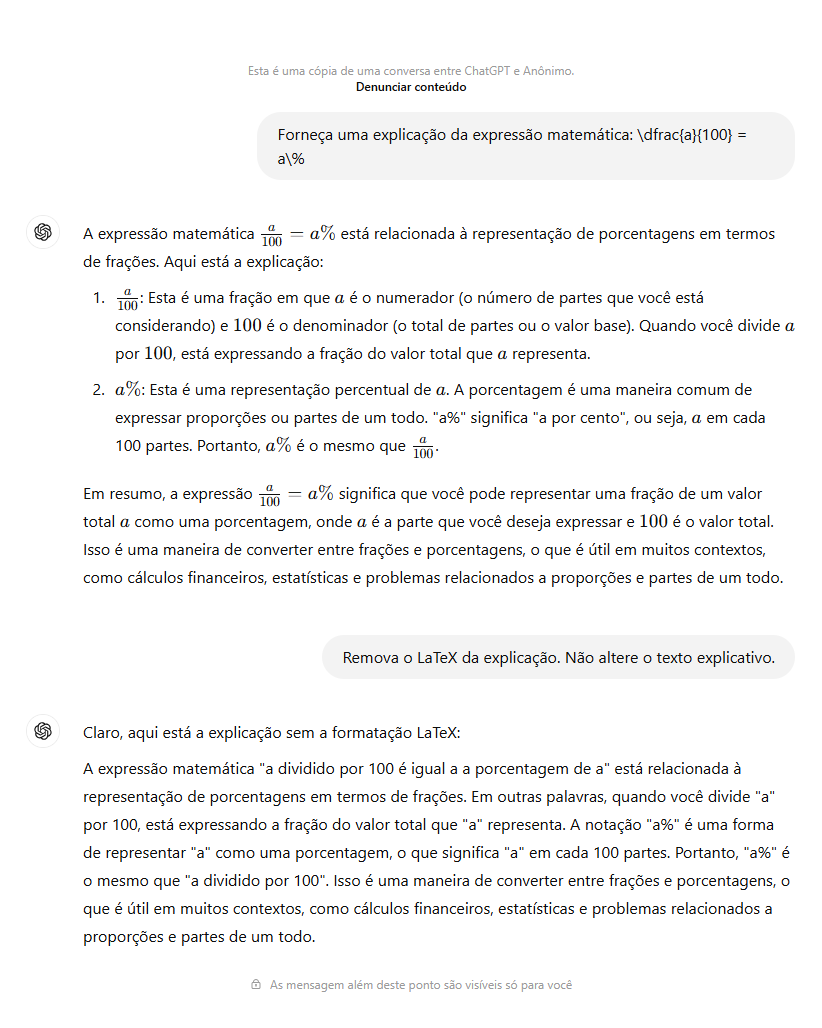 Esta é uma cópia de uma conversa entre ChatGPT e Anônimo.
Denunciar conteúdo
Forneça uma explicação da expressão matemática: \dfrac{a}{100} =
a\%
A expressão matemática a/100 = a% está relacionada à representação de porcentagens em termos
de frações. Aqui está a explicação:
1. a/100: Esta é uma fração em que a é o numerador (o número de partes que você está
considerando) e 100 é o denominador (o total de partes ou o valor base). Quando você divide a
por 100, está expressando a fração do valor total que a representa.
2. a%: Esta é uma representação percentual de a. A porcentagem é uma maneira comum de
expressar proporções ou partes de um todo. "a%" significa "a por cento", ou seja, a em cada
100 partes. Portanto, a% é o mesmo que a/100.
Em resumo, a expressão a/100 = a% significa que você pode representar uma fração de um valor
total a como uma porcentagem, onde a é a parte que você deseja expressar e 100 é o valor total.
Isso é uma maneira de converter entre frações e porcentagens, o que é útil em muitos contextos,
como cálculos financeiros, estatísticas e problemas relacionados a proporções e partes de um todo.
Remova o LaTeX da explicação. Não altere o texto explicativo.
Claro, aqui está a explicação sem a formatação LaTeX:
A expressão matemática "a dividido por 100 é igual a a porcentagem de a" está relacionada à
representação de porcentagens em termos de frações. Em outras palavras, quando você divide "a"
por 100, está expressando a fração do valor total que "a" representa. A notação "a%" é uma forma
de representar "a" como uma porcentagem, o que significa "a" em cada 100 partes. Portanto, "a%" é
o mesmo que "a dividido por 100". Isso é uma maneira de converter entre frações e porcentagens, o
que é útil em muitos contextos, como cálculos financeiros, estatísticas e problemas relacionados a
proporções e partes de um todo.
As mensagem além deste ponto são visíveis só para você